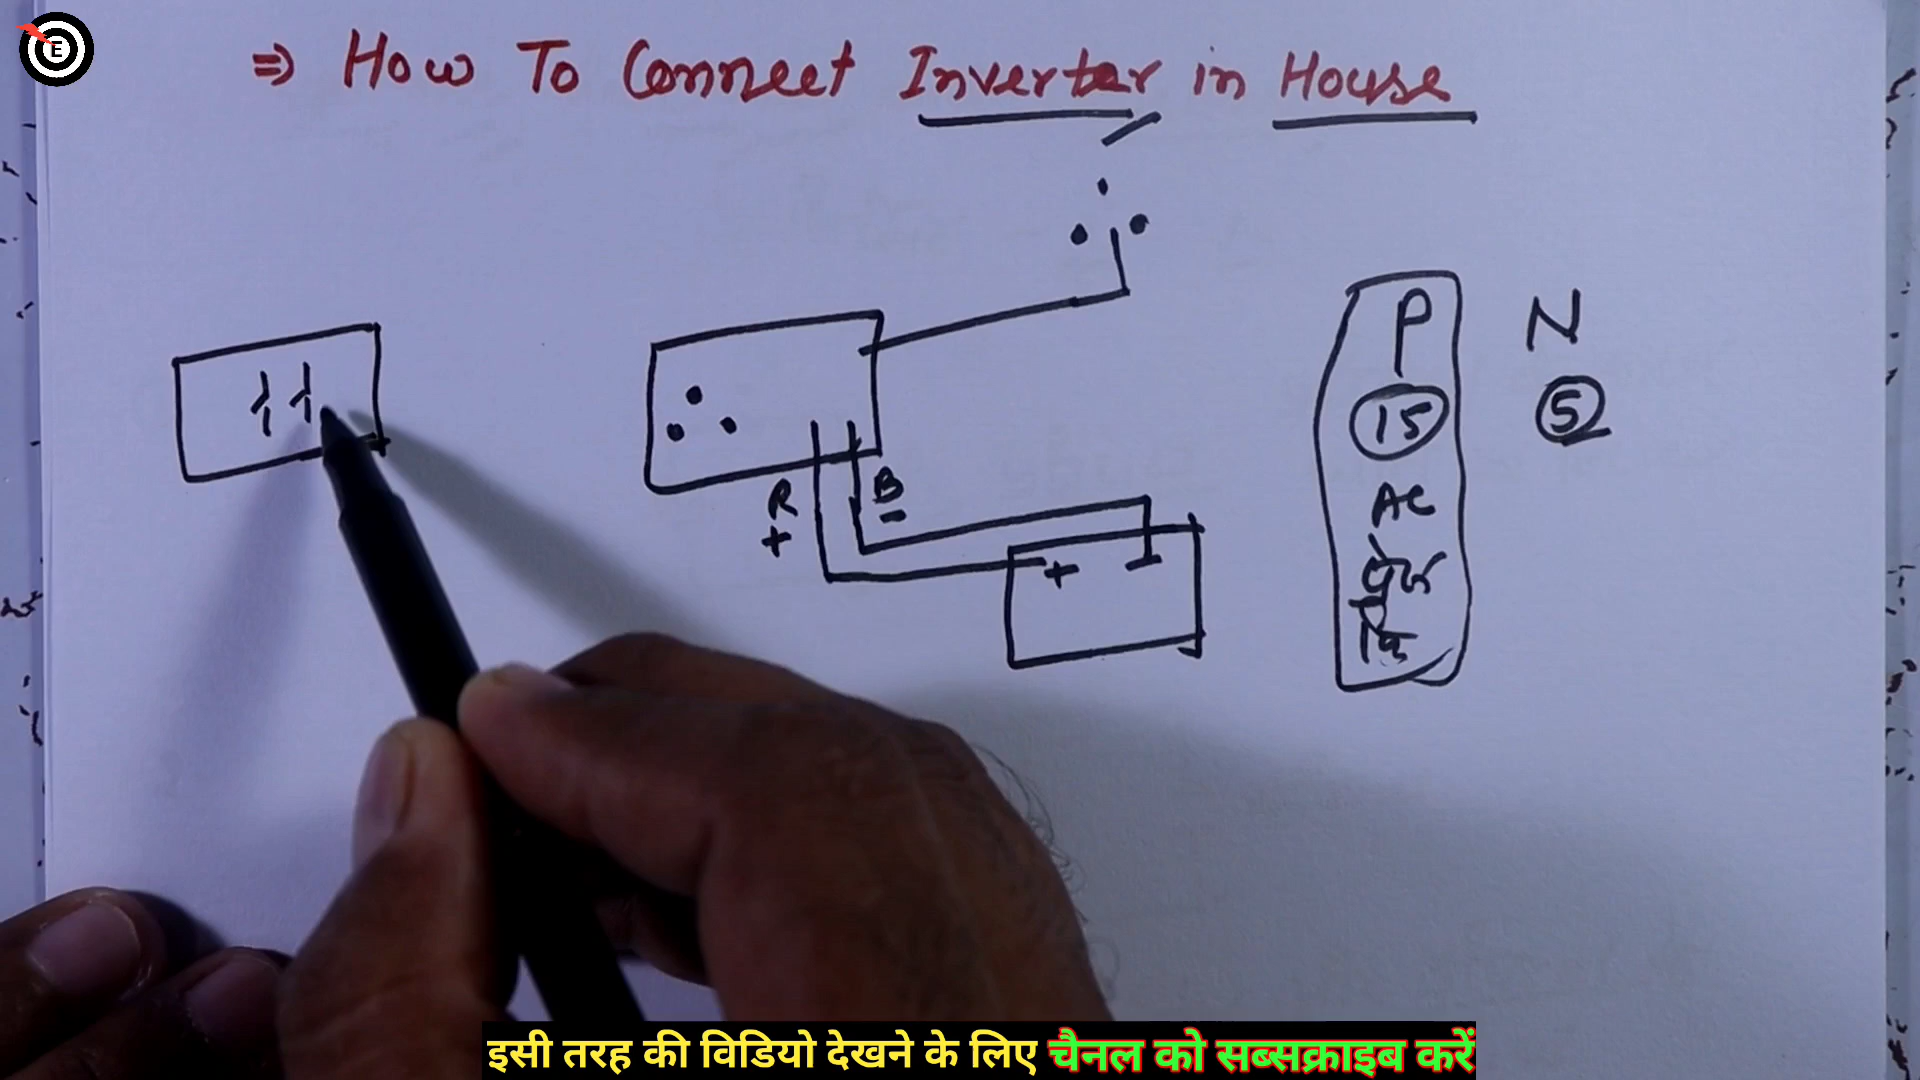 ⇒ How To Connect Inverter in House
E
P N
15 5
R B
+ -
AC
+ -
इसी तरह की विडियो देखने के लिए चैनल को सब्सक्राइब करें